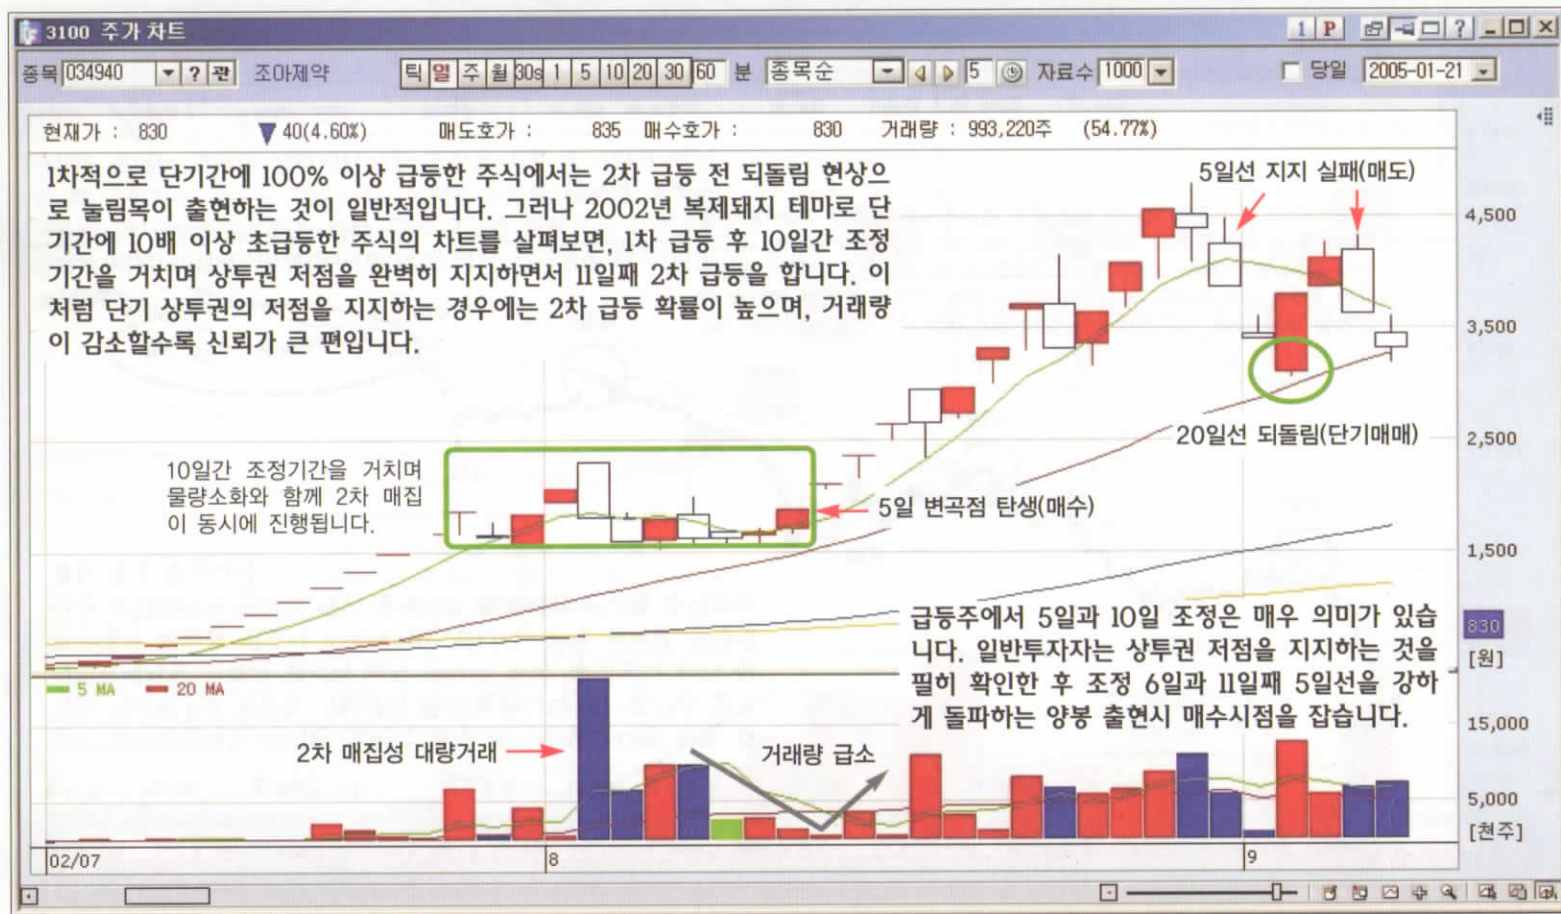 3100 주가 차트
1 P ?
종목 034940 ? 관 조아제약 틱 일 주 월 30s 1 5 10 20 30 60 분 종목순 5 자료수 1000 당일 2005-01-21
현재가 : 830 ▼ 40(4.60%) 매도호가 : 835 매수호가 : 830 거래량 : 993,220주 (54.77%)
1차적으로 단기간에 100% 이상 급등한 주식에서는 2차 급등 전 되돌림 현상으
로 눌림목이 출현하는 것이 일반적입니다. 그러나 2002년 복제돼지 테마로 단
기간에 10배 이상 초급등한 주식의 차트를 살펴보면, 1차 급등 후 10일간 조정
기간을 거치며 상투권 저점을 완벽히 지지하면서 11일째 2차 급등을 합니다. 이
처럼 단기 상투권의 저점을 지지하는 경우에는 2차 급등 확률이 높으며, 거래량
이 감소할수록 신뢰가 큰 편입니다.
5일선 지지 실패(매도)
4,500
3,500
20일선 되돌림(단기매매)
2,500
10일간 조정기간을 거치며
물량소화와 함께 2차 매집
이 동시에 진행됩니다.
5일 변곡점 탄생(매수)
1,500
급등주에서 5일과 10일 조정은 매우 의미가 있습
니다. 일반투자자는 상투권 저점을 지지하는 것을
필히 확인한 후 조정 6일과 11일째 5일선을 강하
게 돌파하는 양봉 출현시 매수시점을 잡습니다.
830
[원]
5 MA 20 MA
15,000
2차 매집성 대량거래
거래량 급소
5,000
[천주]
02/07 8 9